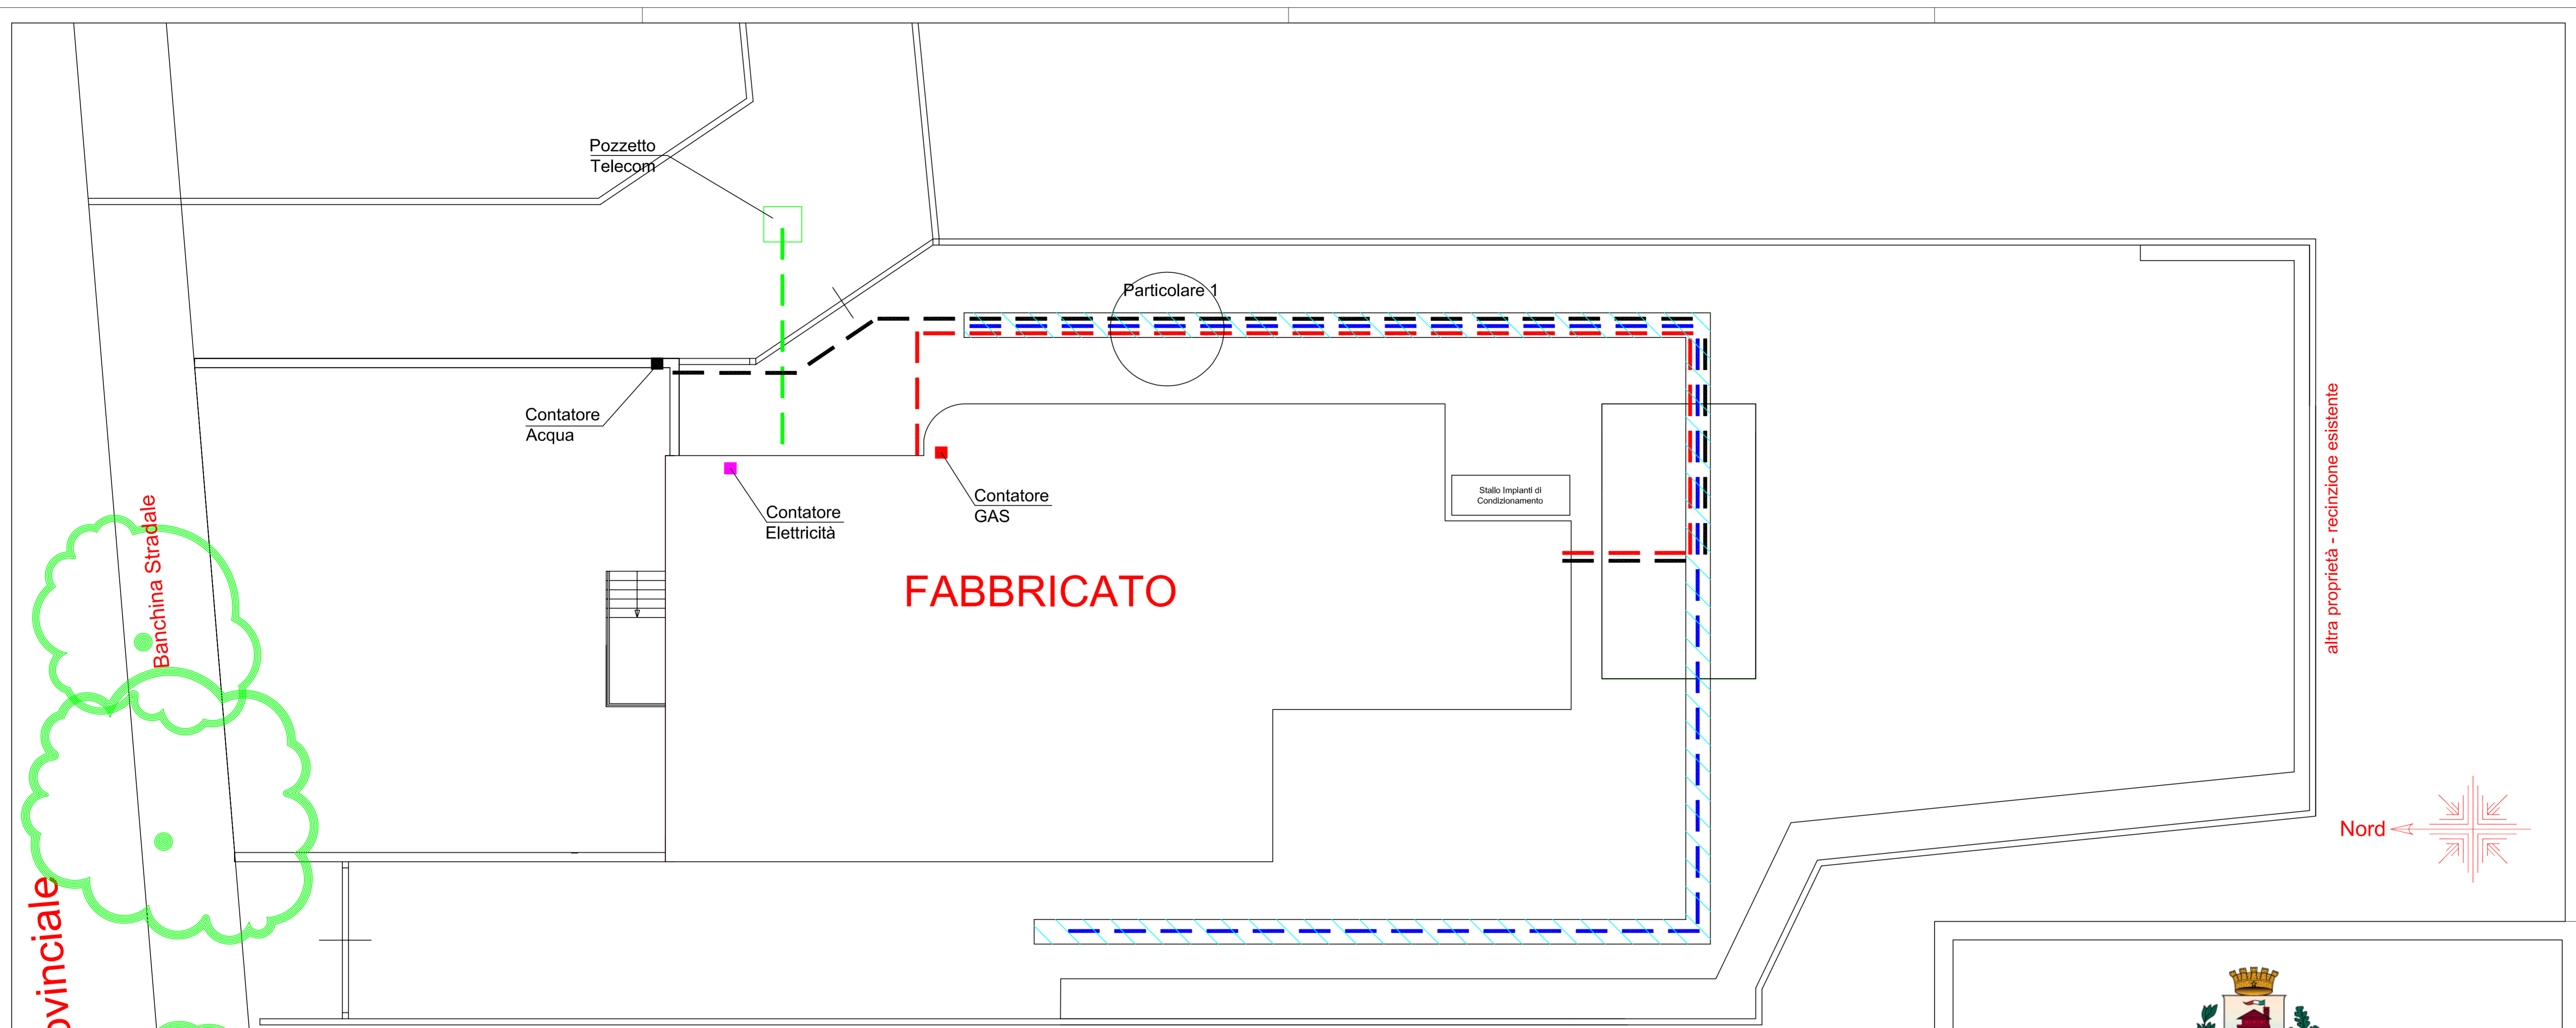 Pozzetto
Telecom
Particolare 1
Contatore
Acqua
Contatore
Elettricità
Contatore
GAS
Stallo Impianti di
Condizionamento
FABBRICATO
Banchina Stradale
altra proprietà - recinzione esistente
Nord
ovinciale